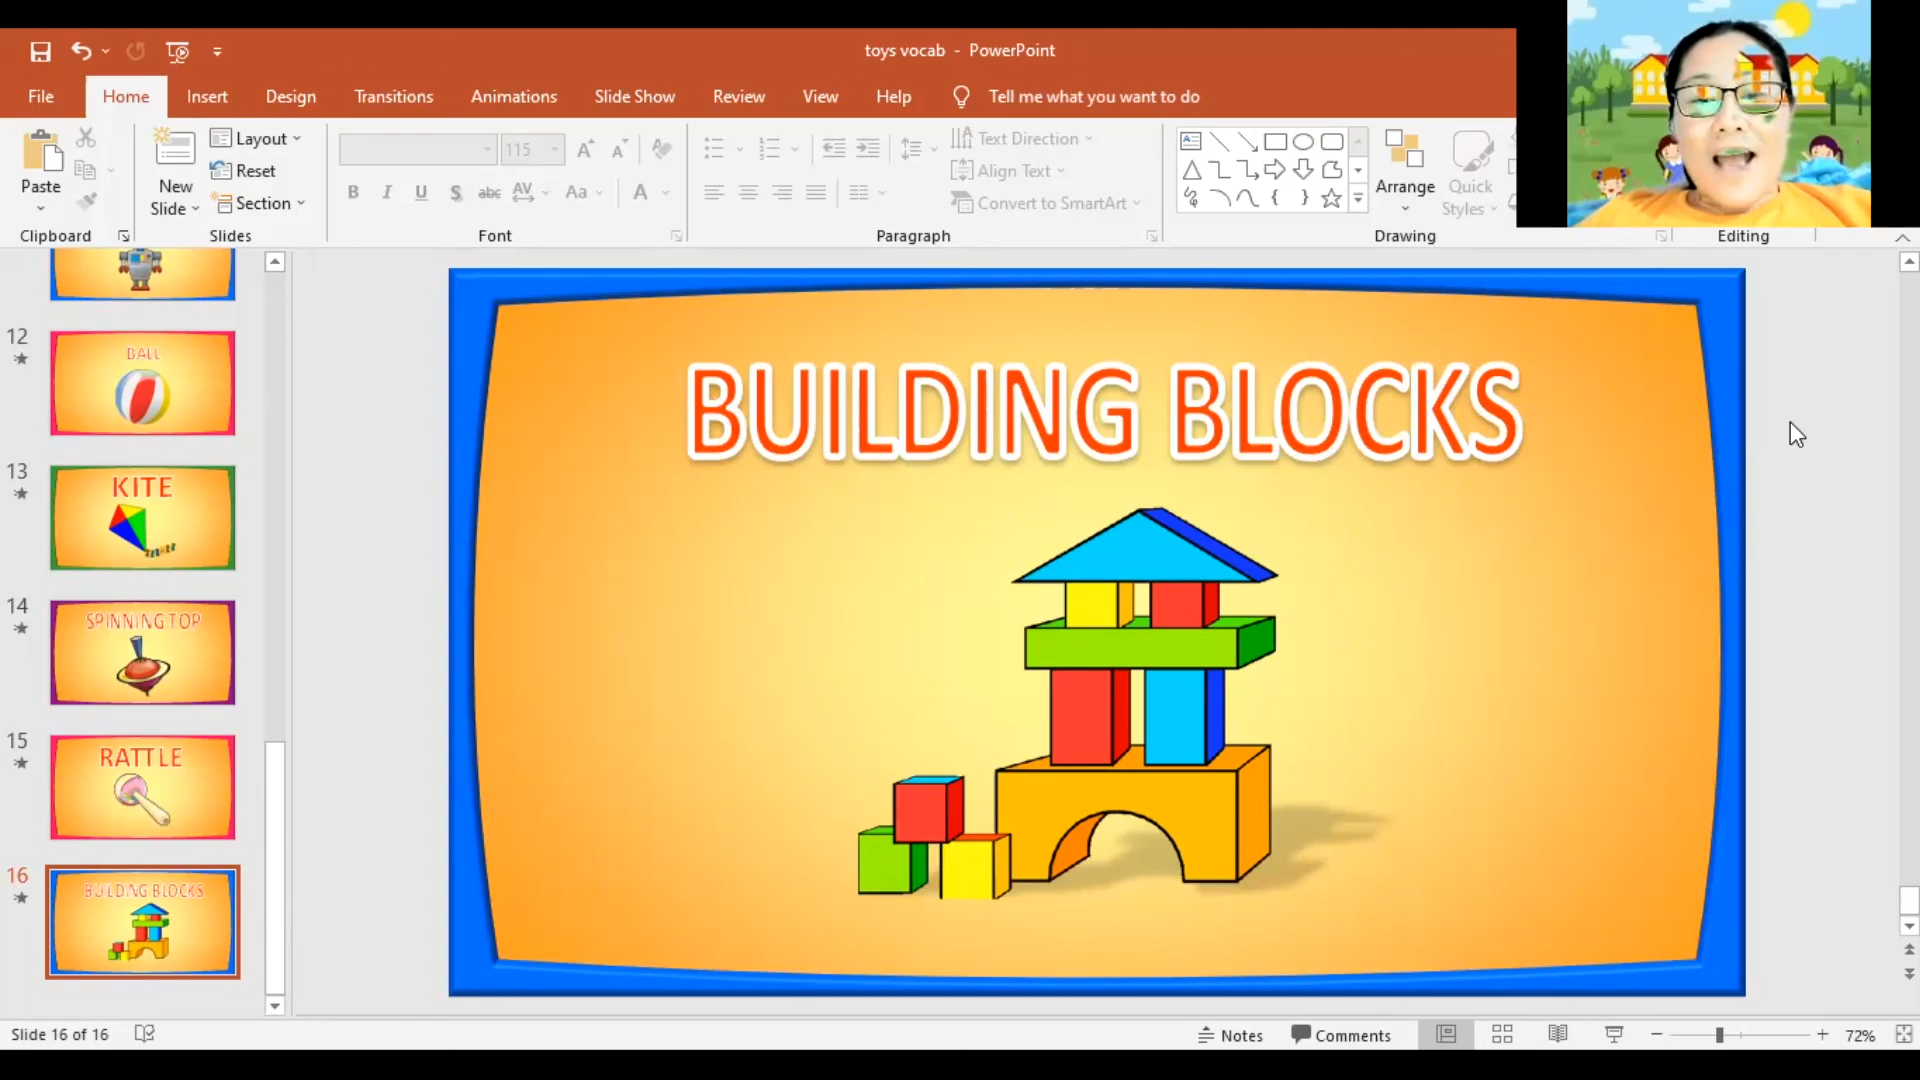 toys vocab - PowerPoint
File Home Insert Design Transitions Animations Slide Show Review View Help Tell me what you want to do
Paste
Clipboard
New
Slide
Layout
Reset
Section
Slides
115
B I U S abc AV Aa A
Font
Text Direction
Align Text
Convert to SmartArt
Paragraph
Arrange
Quick
Styles
Drawing
Editing
12
BALL
13
KITE
14
SPINNING TOP
15
RATTLE
16
BUILDING BLOCKS
BUILDING BLOCKS
Slide 16 of 16
Notes
Comments
72%